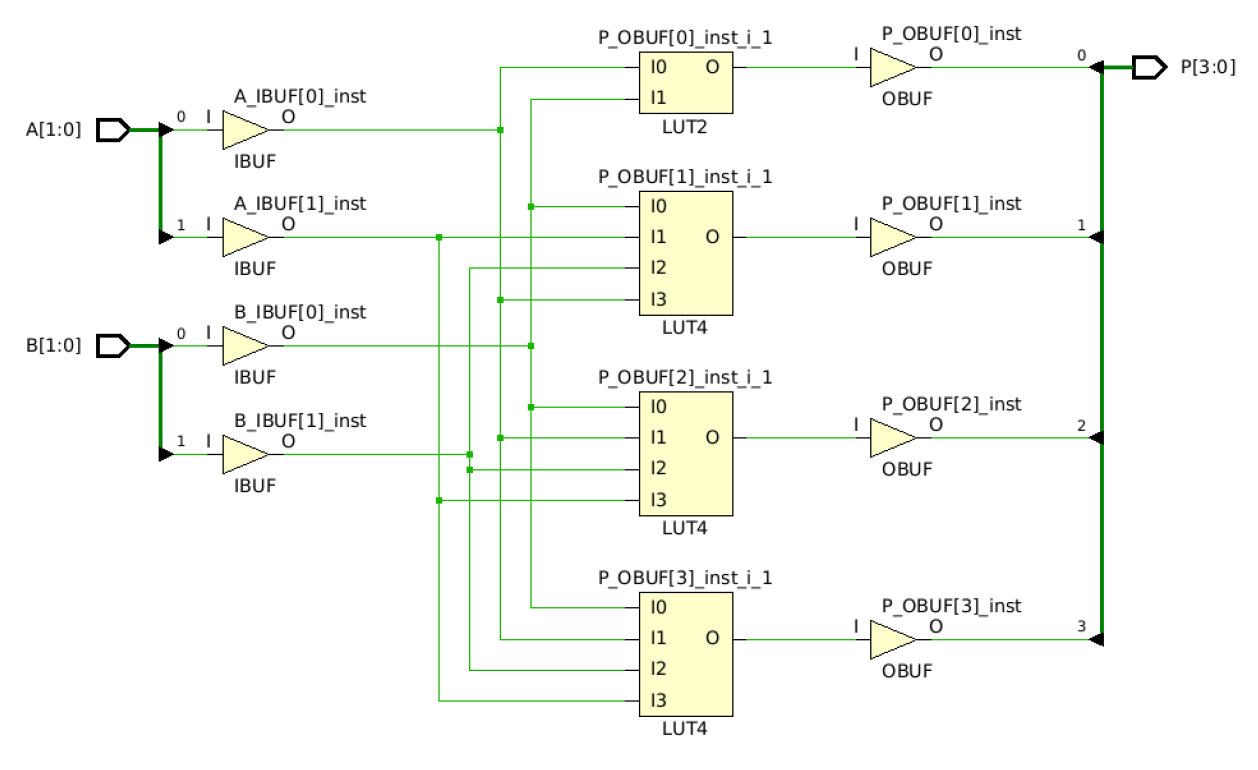 A[1:0]
0
I
A_IBUF[0]_inst
O
IBUF
1
I
A_IBUF[1]_inst
O
IBUF
B[1:0]
0
I
B_IBUF[0]_inst
O
IBUF
1
I
B_IBUF[1]_inst
O
IBUF
P_OBUF[0]_inst_i_1
I0 O
I1
LUT2
P_OBUF[1]_inst_i_1
I0
I1 O
I2
I3
LUT4
P_OBUF[2]_inst_i_1
I0
I1 O
I2
I3
LUT4
P_OBUF[3]_inst_i_1
I0
I1 O
I2
I3
LUT4
P_OBUF[0]_inst
I O
OBUF
0
P_OBUF[1]_inst
I O
OBUF
1
P_OBUF[2]_inst
I O
OBUF
2
P_OBUF[3]_inst
I O
OBUF
3
P[3:0]